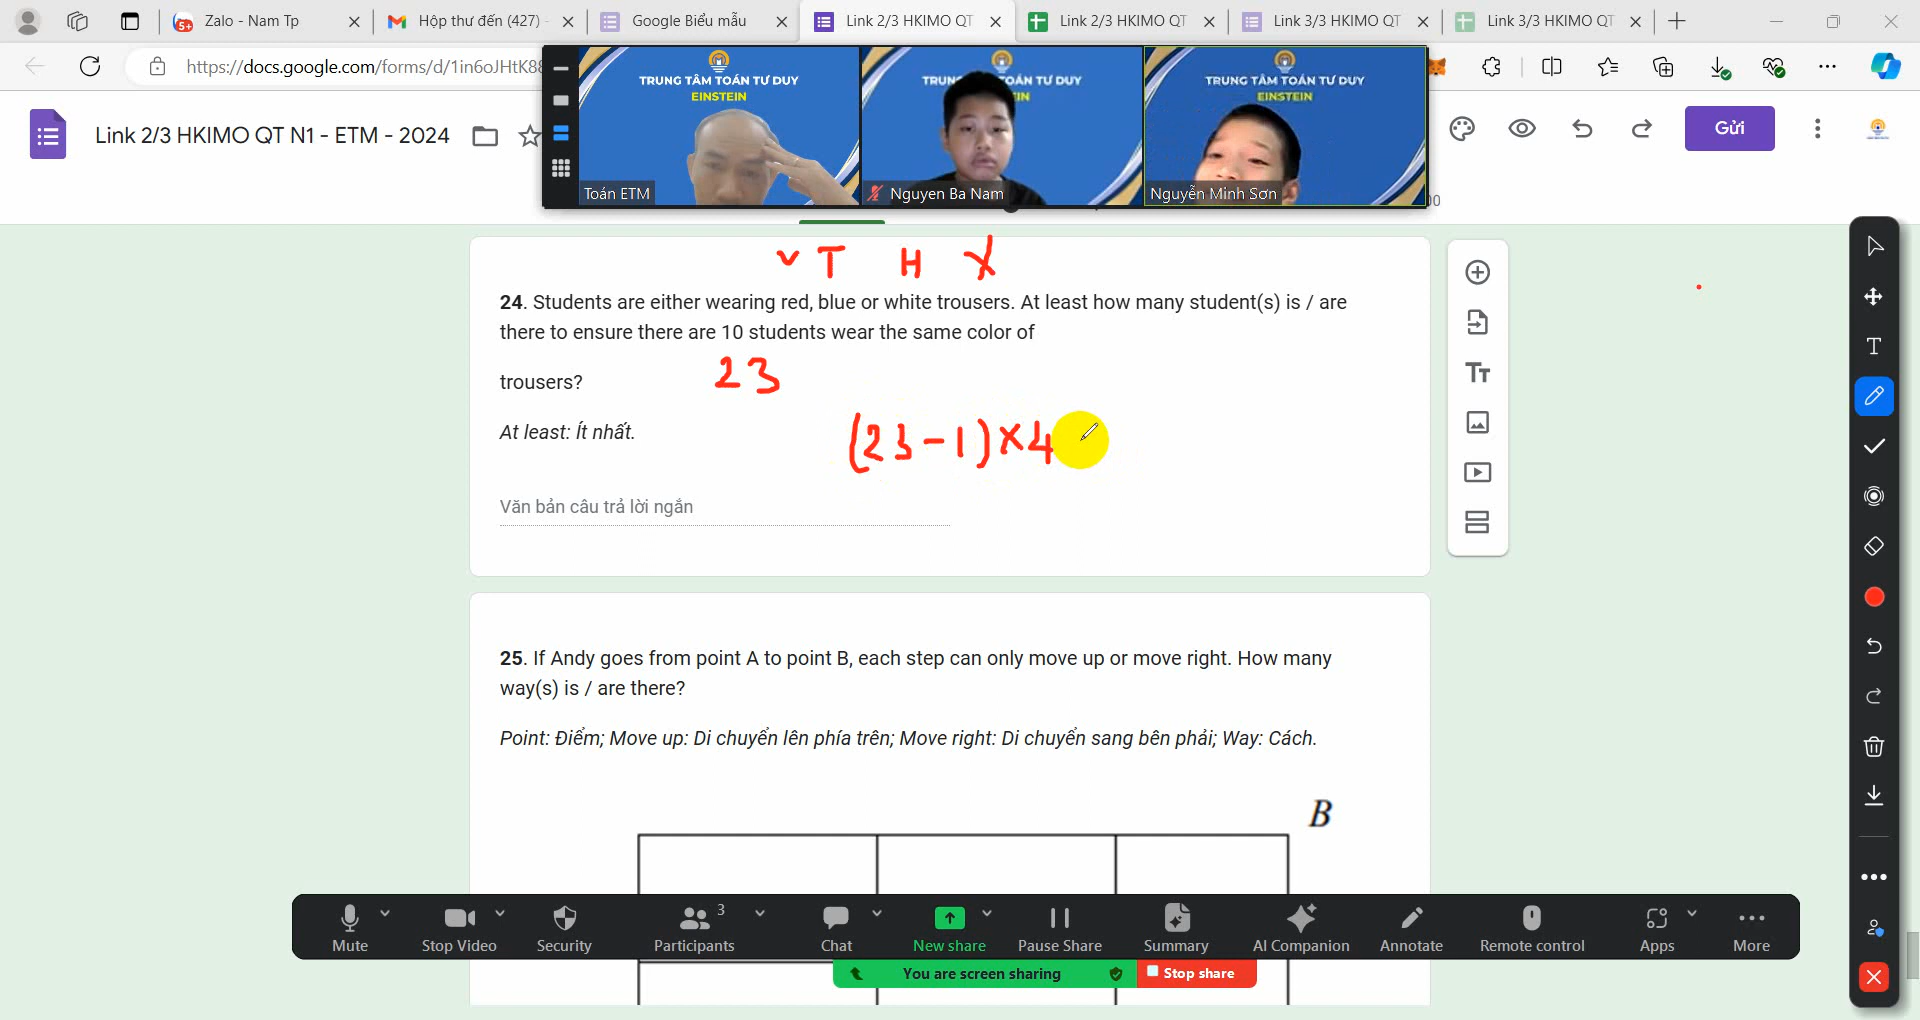 Zalo - Nam Tp
Hộp thư đến (427) -
Google Biểu mẫu
Link 2/3 HKIMO QT
Link 2/3 HKIMO QT
Link 3/3 HKIMO QT
Link 3/3 HKIMO QT
https://docs.google.com/forms/d/1in6oJHtK88
Link 2/3 HKIMO QT N1 - ETM - 2024
TRUNG TÂM TOÁN TƯ DUY
EINSTEIN
Toán ETM
Nguyen Ba Nam
TRUNG TÂM TOÁN TƯ DUY
EINSTEIN
Nguyễn Minh Sơn
Gửi
v T H X
24. Students are either wearing red, blue or white trousers. At least how many student(s) is / are
there to ensure there are 10 students wear the same color of
trousers?
23
At least: Ít nhất.
(23-1)×4
Văn bản câu trả lời ngắn
25. If Andy goes from point A to point B, each step can only move up or move right. How many
way(s) is / are there?
Point: Điểm; Move up: Di chuyển lên phía trên; Move right: Di chuyển sang bên phải; Way: Cách.
B
Mute
Stop Video
Security
Participants
3
Chat
New share
Pause Share
Summary
AI Companion
Annotate
Remote control
Apps
More
You are screen sharing
Stop share